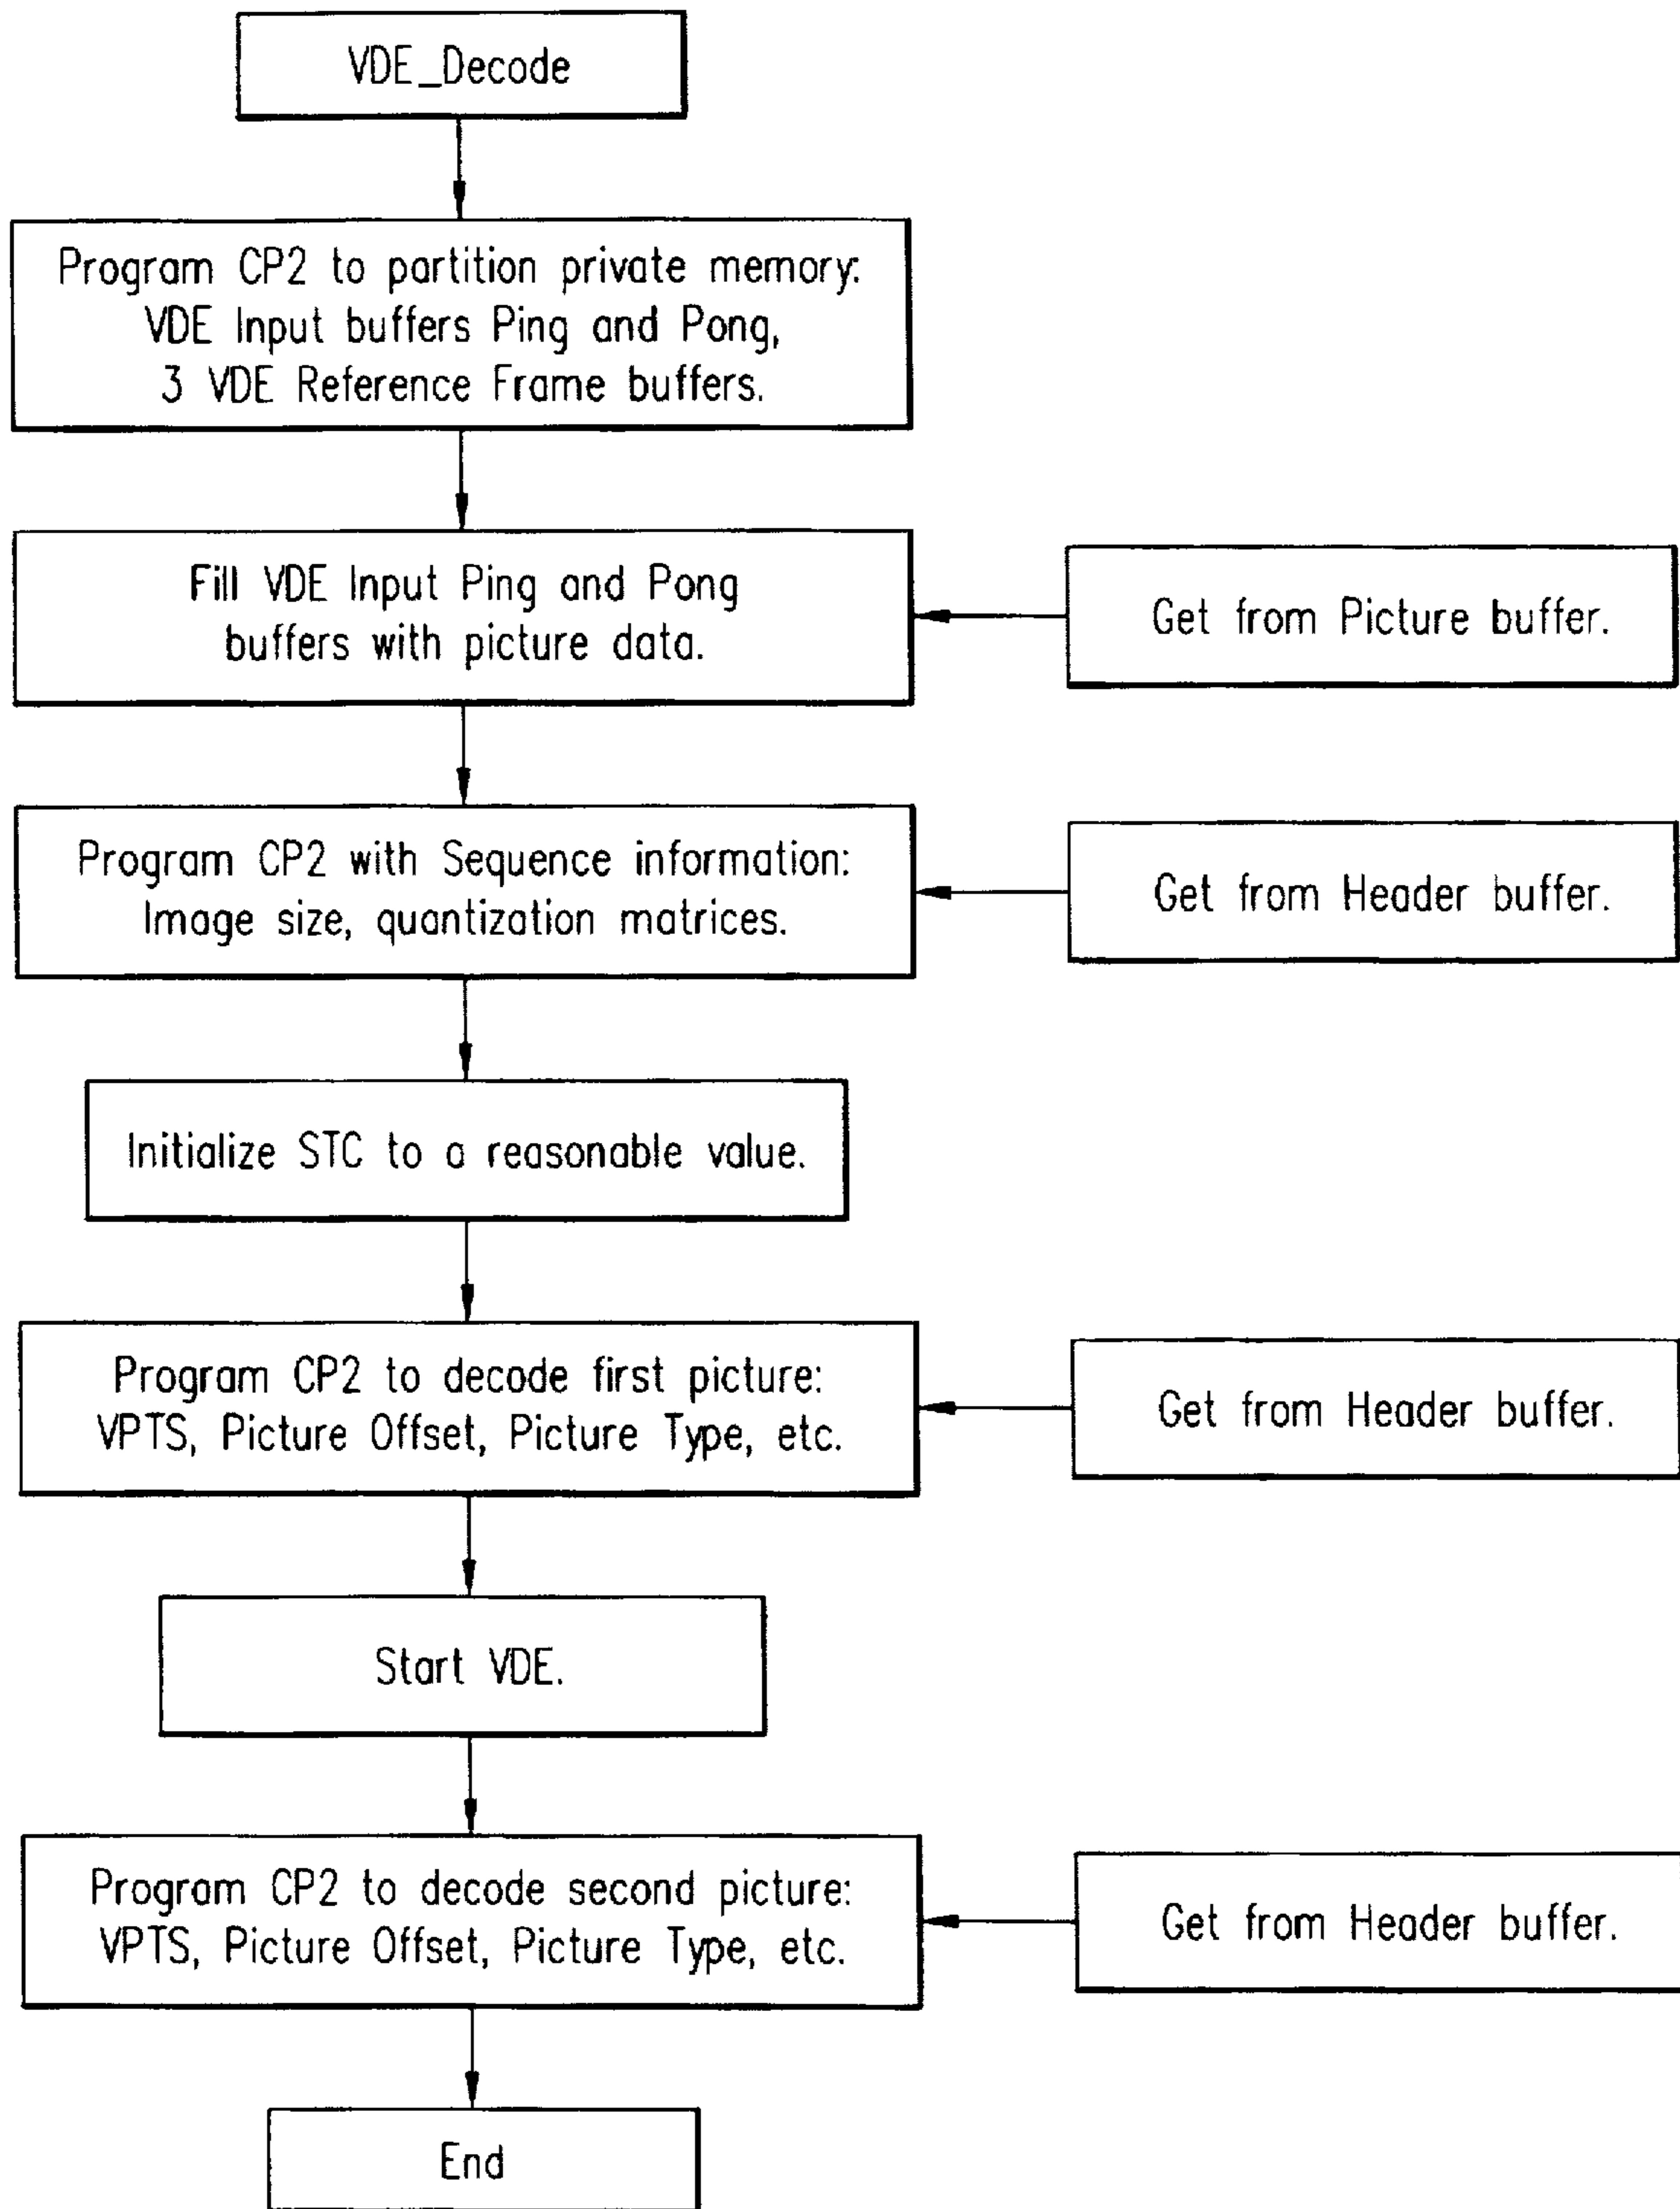 VDE_Decode
Program CP2 to partition private memory:
VDE Input buffers Ping and Pong,
3 VDE Reference Frame buffers.
Fill VDE Input Ping and Pong
buffers with picture data.
Get from Picture buffer.
Program CP2 with Sequence information:
Image size, quantization matrices.
Get from Header buffer.
Initialize STC to a reasonable value.
Program CP2 to decode first picture:
VPTS, Picture Offset, Picture Type, etc.
Get from Header buffer.
Start VDE.
Program CP2 to decode second picture:
VPTS, Picture Offset, Picture Type, etc.
Get from Header buffer.
End